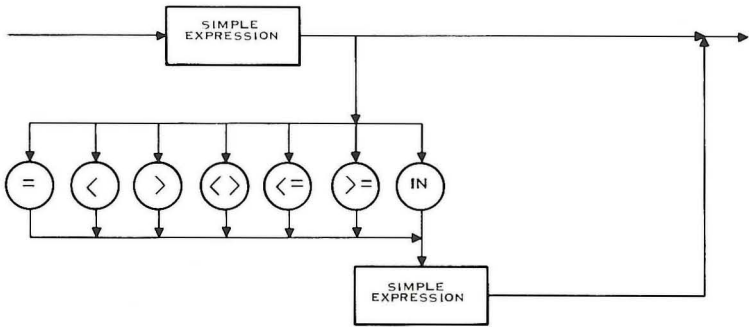 SIMPLE
EXPRESSION
= < > <> <= >= IN
SIMPLE
EXPRESSION